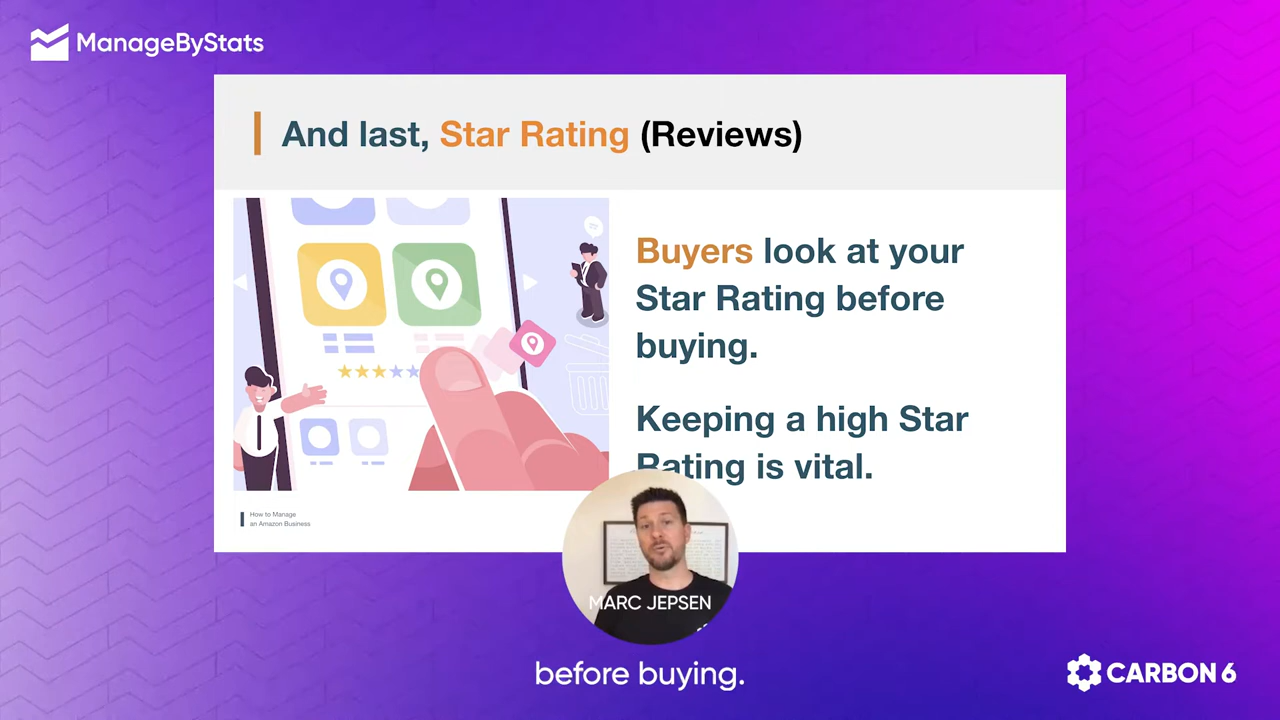 ManageByStats
And last, Star Rating (Reviews)
Buyers look at your
Star Rating before
buying.
Keeping a high Star
Rating is vital.
How to Manage
an Amazon Business
MARC JEPSEN
before buying.
CARBON 6